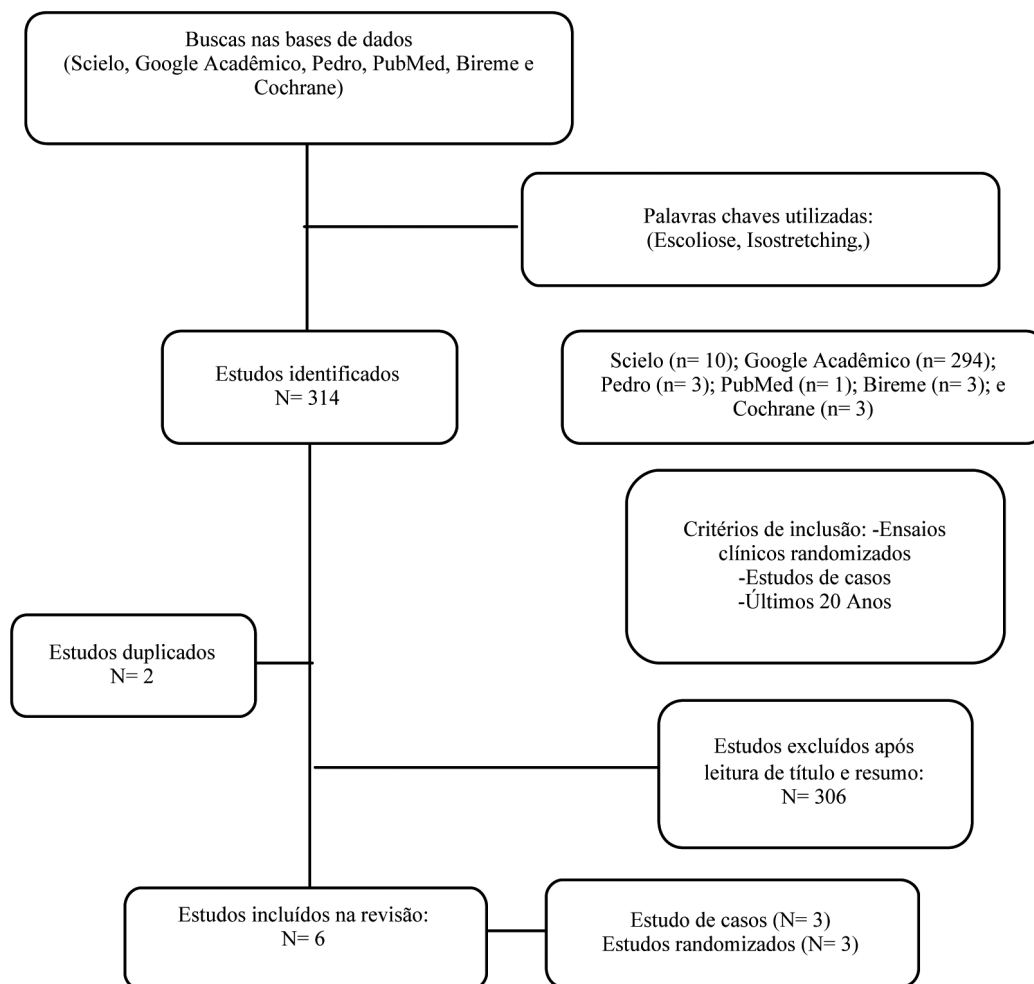 Buscas nas bases de dados
(Scielo, Google Acadêmico, Pedro, PubMed, Bireme e
Cochrane)
Palavras chaves utilizadas:
(Escoliose, Isostretching,)
Estudos identificados
N= 314
Scielo (n= 10); Google Acadêmico (n= 294);
Pedro (n= 3); PubMed (n= 1); Bireme (n= 3); e
Cochrane (n= 3)
Critérios de inclusão: -Ensaios
clínicos randomizados
-Estudos de casos
-Últimos 20 Anos
Estudos duplicados
N= 2
Estudos excluídos após
leitura de título e resumo:
N= 306
Estudos incluídos na revisão:
N= 6
Estudo de casos (N= 3)
Estudos randomizados (N= 3)